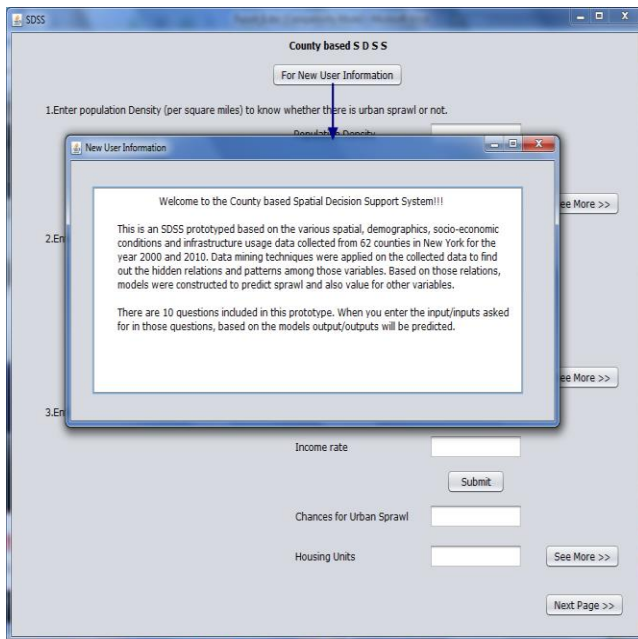 SDSS
County based S D S S
For New User Information
1.Enter population Density (per square miles) to know whether there is urban sprawl or not.
Population Density
New User Information
Welcome to the County based Spatial Decision Support System!!!
This is an SDSS prototyped based on the various spatial, demographics, socio-economic
conditions and infrastructure usage data collected from 62 counties in New York for the
year 2000 and 2010. Data mining techniques were applied on the collected data to find
out the hidden relations and patterns among those variables. Based on those relations,
models were constructed to predict sprawl and also value for other variables.
There are 10 questions included in this prototype. When you enter the input/inputs asked
for in those questions, based on the models output/outputs will be predicted.
ee More >>
2.En
ee More >>
3.En
Income rate
Submit
Chances for Urban Sprawl
Housing Units
See More >>
Next Page >>